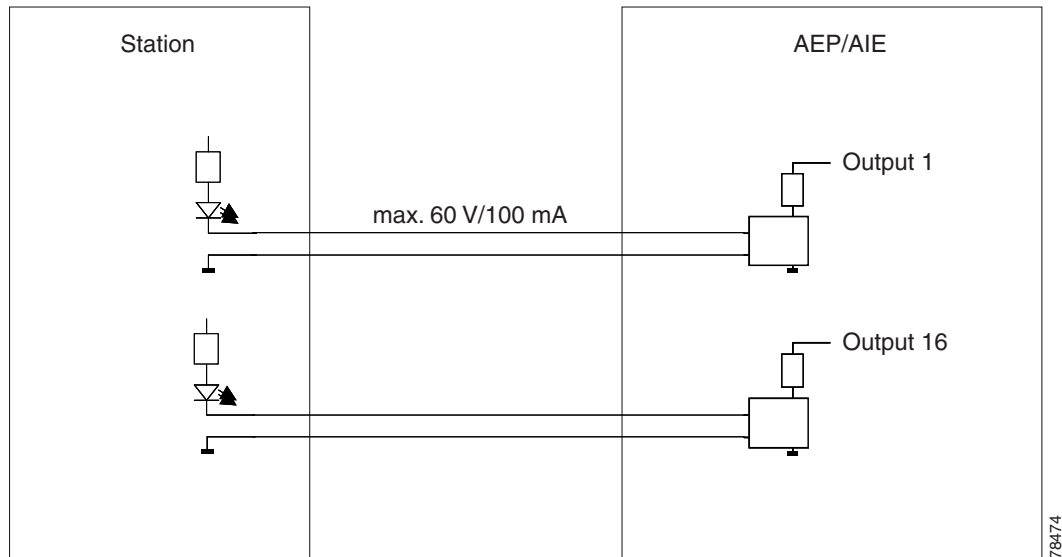 Station
AEP/AIE
Output 1
max. 60 V/100 mA
Output 16
78474